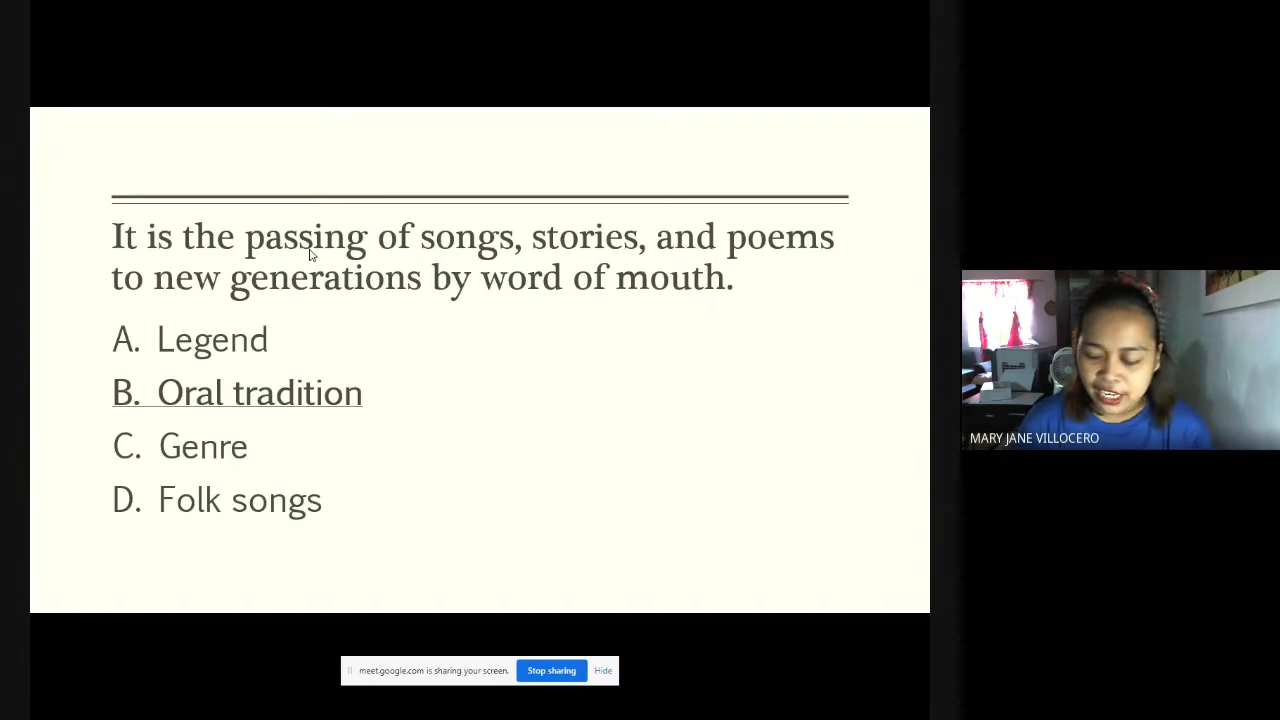 It is the passing of songs, stories, and poems
to new generations by word of mouth.
A. Legend
B. Oral tradition
C. Genre
D. Folk songs
MARY JANE VILLOCERO
meet.google.com is sharing your screen. Stop sharing Hide